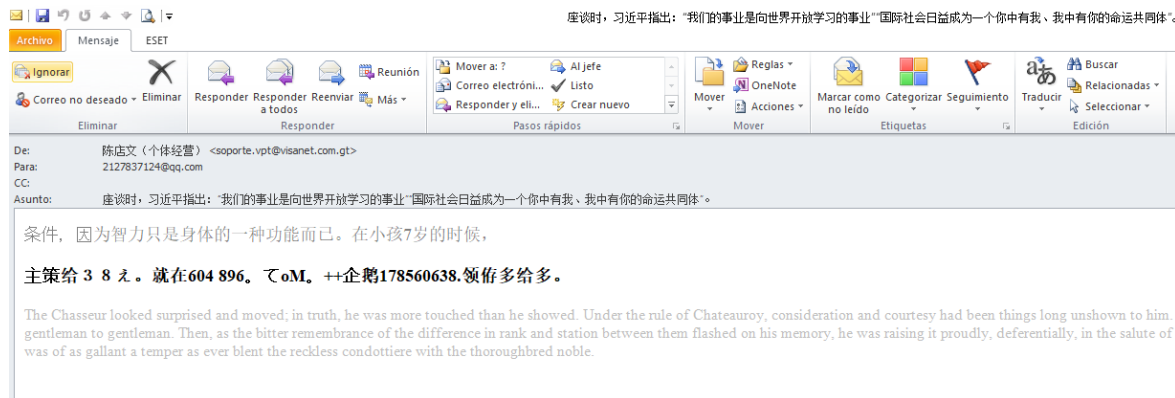 座谈时，习近平指出：“我们的事业是向世界开放学习的事业”“国际社会日益成为一个你中有我、我中有你的命运共同体”。
Archivo Mensaje ESET
Ignorar
Correo no deseado
Eliminar
Responder Responder a todos Reenviar
Reunión
Más
Mover a: ?
Correo electróni...
Responder y eli...
Al jefe
Listo
Crear nuevo
Mover
Reglas
OneNote
Acciones
Marcar como no leído
Categorizar
Seguimiento
Traducir
Buscar
Relacionadas
Seleccionar
Eliminar Responder Pasos rápidos Mover Etiquetas Edición
De: 陈店文（个体经营） <soporte.vpt@visanet.com.gt>
Para: 2127837124@qq.com
CC:
Asunto: 座谈时，习近平指出：“我们的事业是向世界开放学习的事业”“国际社会日益成为一个你中有我、我中有你的命运共同体”。
条件，因为智力只是身体的一种功能而已。在小孩7岁的时候，
主策给３８え。就在604 896。てoM。++企鹅178560638.领侟多给多。
The Chasseur looked surprised and moved; in truth, he was more touched than he showed. Under the rule of Chateauroy, consideration and courtesy had been things long unshown to him.
gentleman to gentleman. Then, as the bitter remembrance of the difference in rank and station between them flashed on his memory, he was raising it proudly, deferentially, in the salute of
was of as gallant a temper as ever blent the reckless condottiere with the thoroughbred noble.